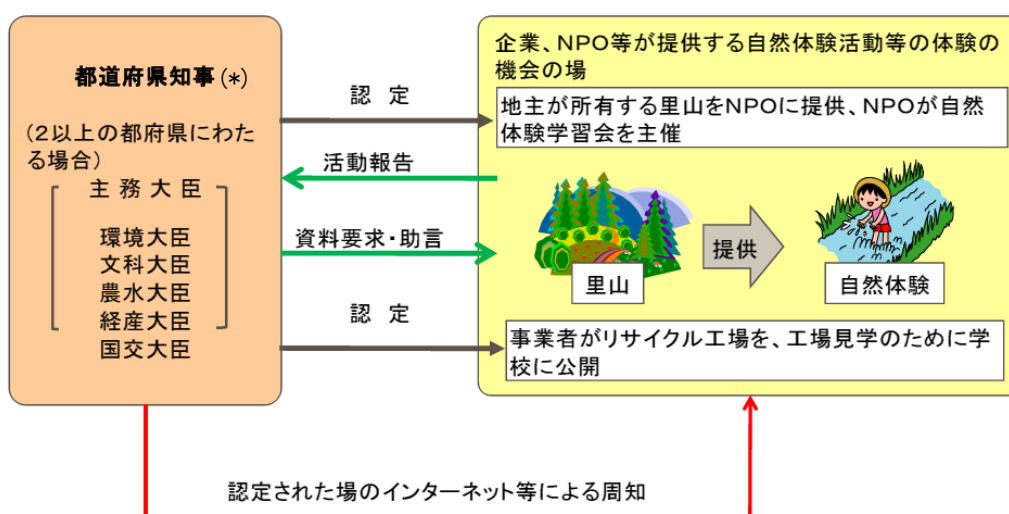 都道府県知事(*)
(２以上の都府県にわた
る場合)
主 務 大 臣
環境大臣
文科大臣
農水大臣
経産大臣
国交大臣
認 定
活動報告
資料要求・助言
認 定
企業、NPO等が提供する自然体験活動等の体験の
機会の場
地主が所有する里山をNPOに提供、NPOが自然
体験学習会を主催
里山
提供
自然体験
事業者がリサイクル工場を、工場見学のために学
校に公開
認定された場のインターネット等による周知